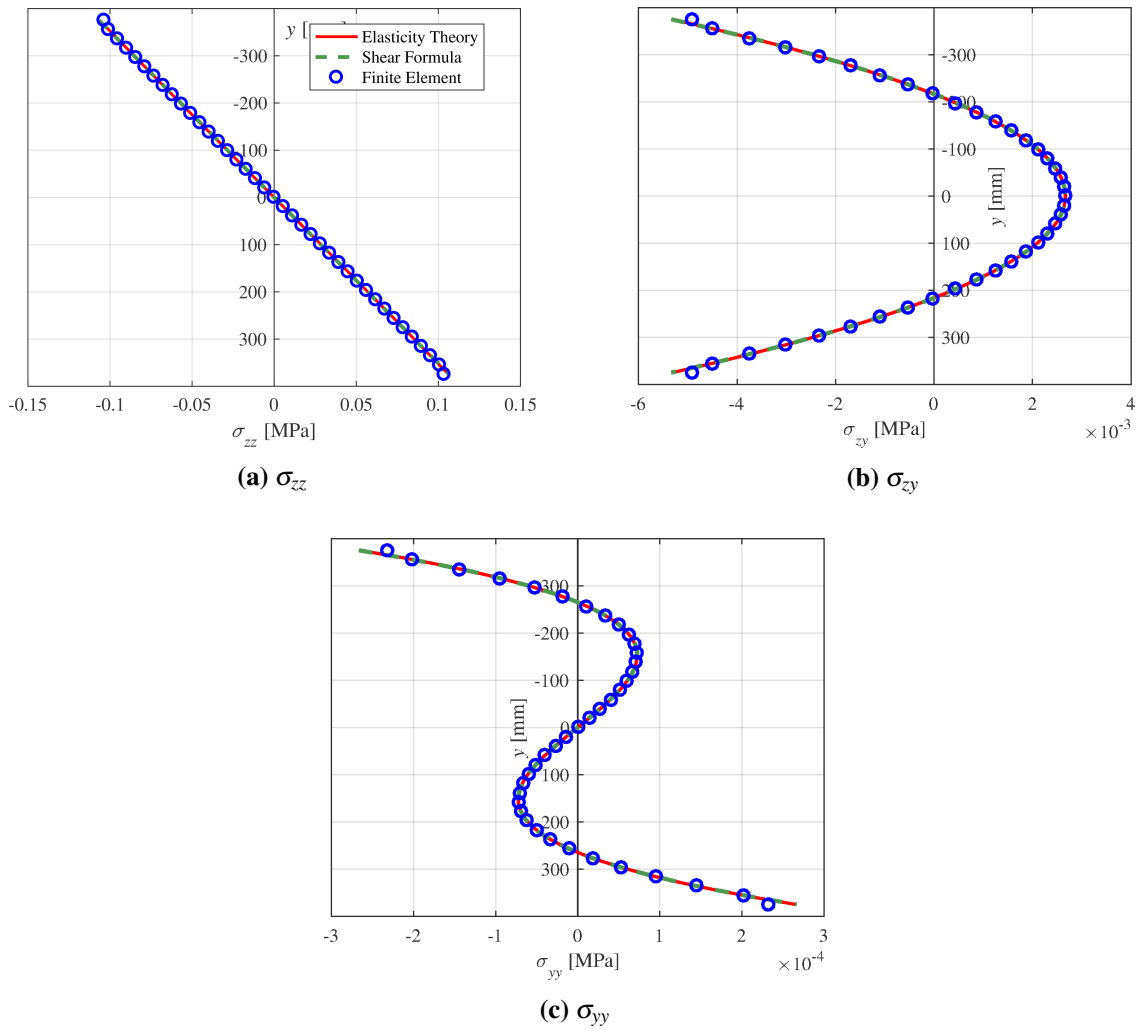 y [
Elasticity Theory
Shear Formula
Finite Element
-300
-200
-100
0
100
200
300
-0.15 -0.1 -0.05 0 0.05 0.1 0.15
σzz [MPa]
(a) σzz
-300
-200
-100
y [mm]
0
100
200
300
-6 -4 -2 0 2 4
σzy [MPa]
×10-3
(b) σzy
-300
-200
-100
0
y [mm]
100
200
300
-3 -2 -1 0 1 2 3
σyy [MPa]
×10-4
(c) σyy